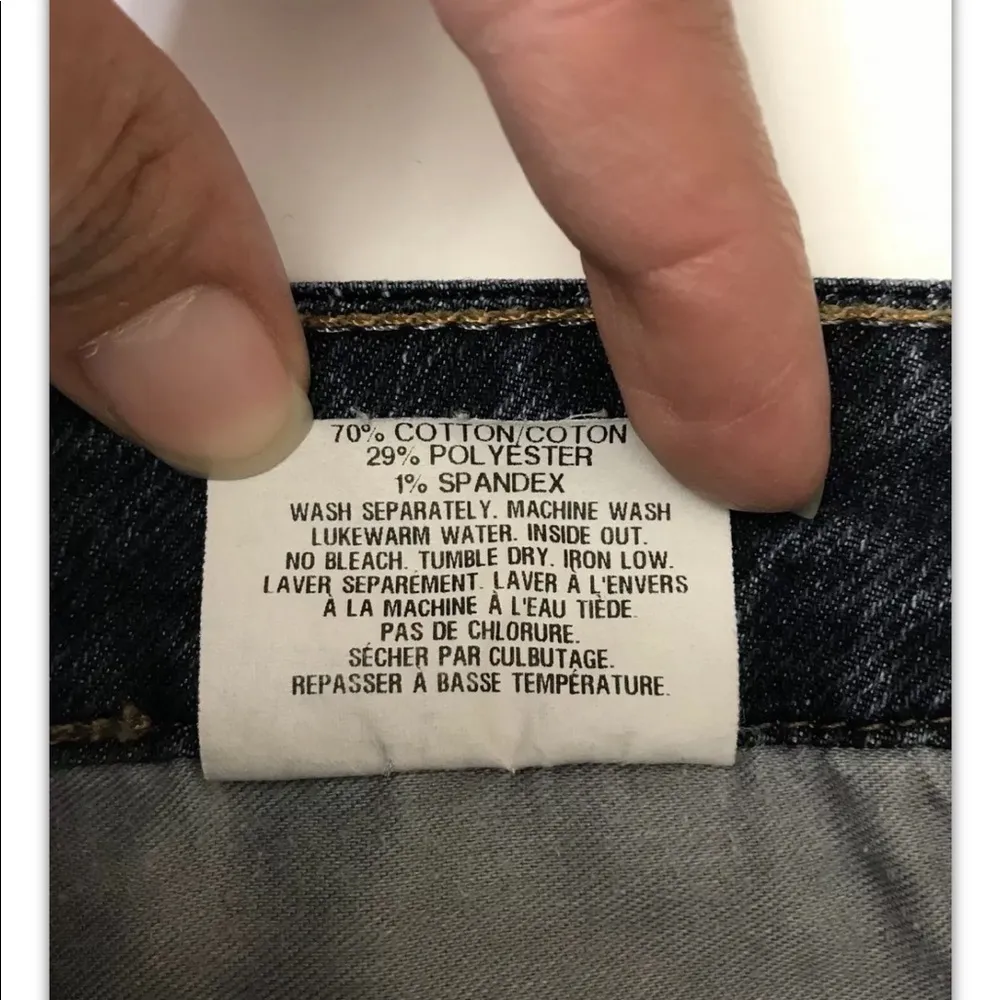 70% COTTON/COTON
29% POLYESTER
1% SPANDEX
WASH SEPARATELY. MACHINE WASH
LUKEWARM WATER. INSIDE OUT.
NO BLEACH. TUMBLE DRY. IRON LOW.
LAVER SEPARÉMENT. LAVER À L'ENVERS
À LA MACHINE À L'EAU TIÈDE.
PAS DE CHLORURE.
SÉCHER PAR CULBUTAGE.
REPASSER À BASSE TEMPÉRATURE.